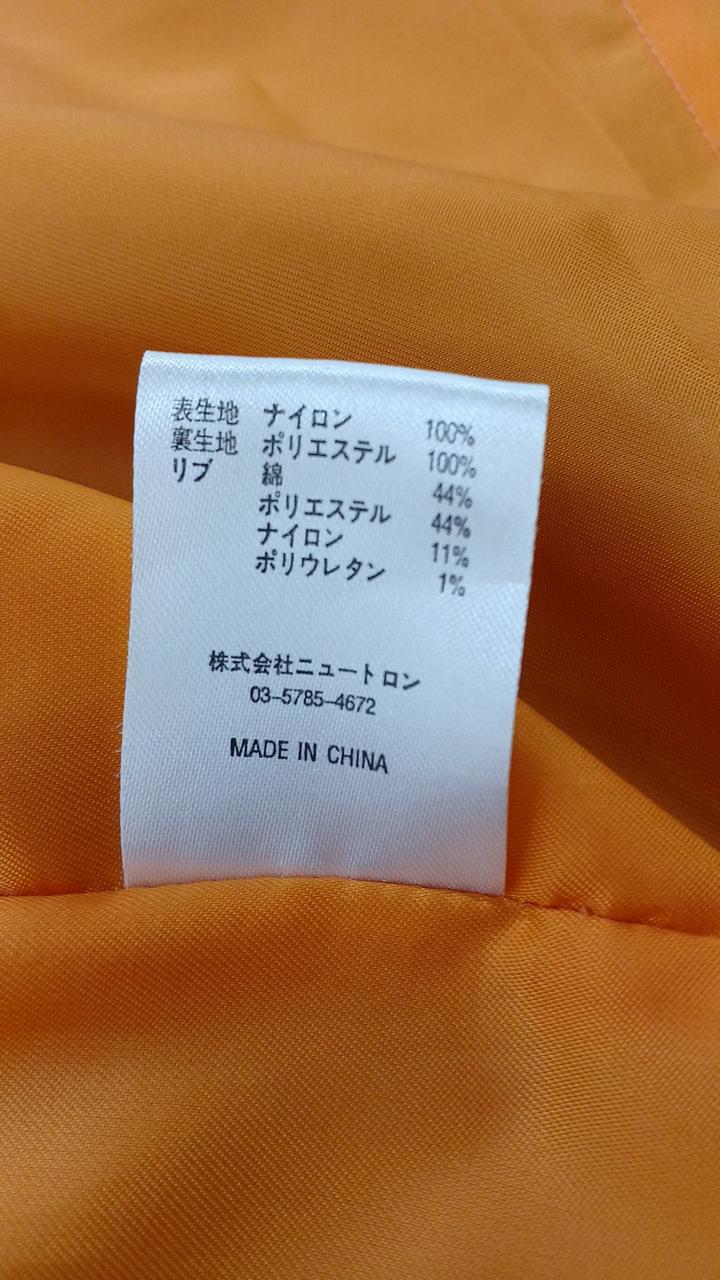 表生地 ナイロン 100%
裏生地 ポリエステル 100%
リブ 綿 44%
ポリエステル 44%
ナイロン 11%
ポリウレタン 1%
株式会社ニュートロン
03-5785-4672
MADE IN CHINA